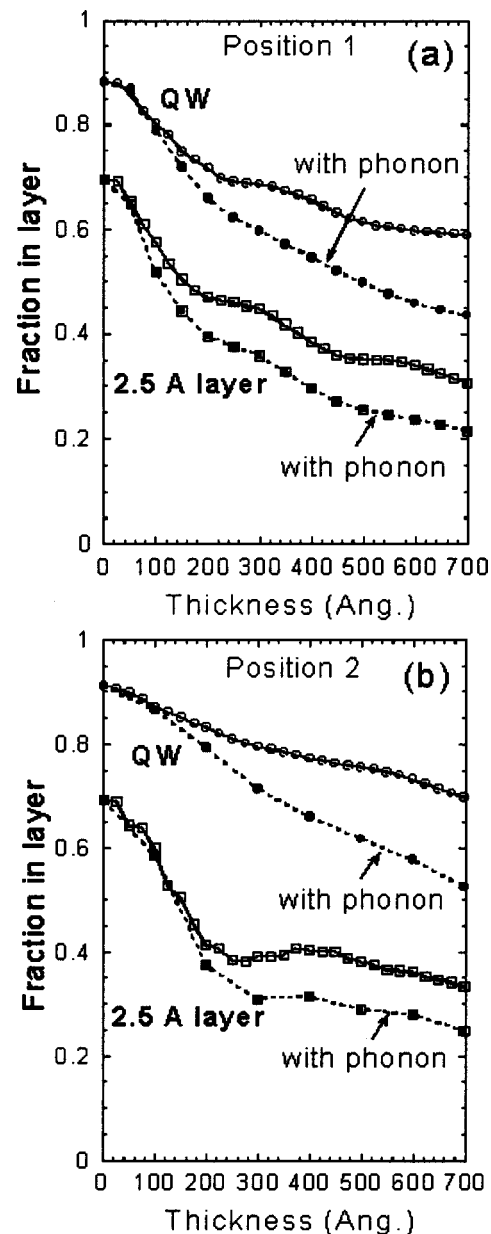 Position 1
(a)
QW
with phonon
2.5 A layer
with phonon
Fraction in layer
1
0.8
0.6
0.4
0.2
0
0 100 200 300 400 500 600 700
Thickness (Ang.)
Position 2
(b)
QW
with phonon
2.5 A layer
with phonon
Fraction in layer
1
0.8
0.6
0.4
0.2
0
0 100 200 300 400 500 600 700
Thickness (Ang.)